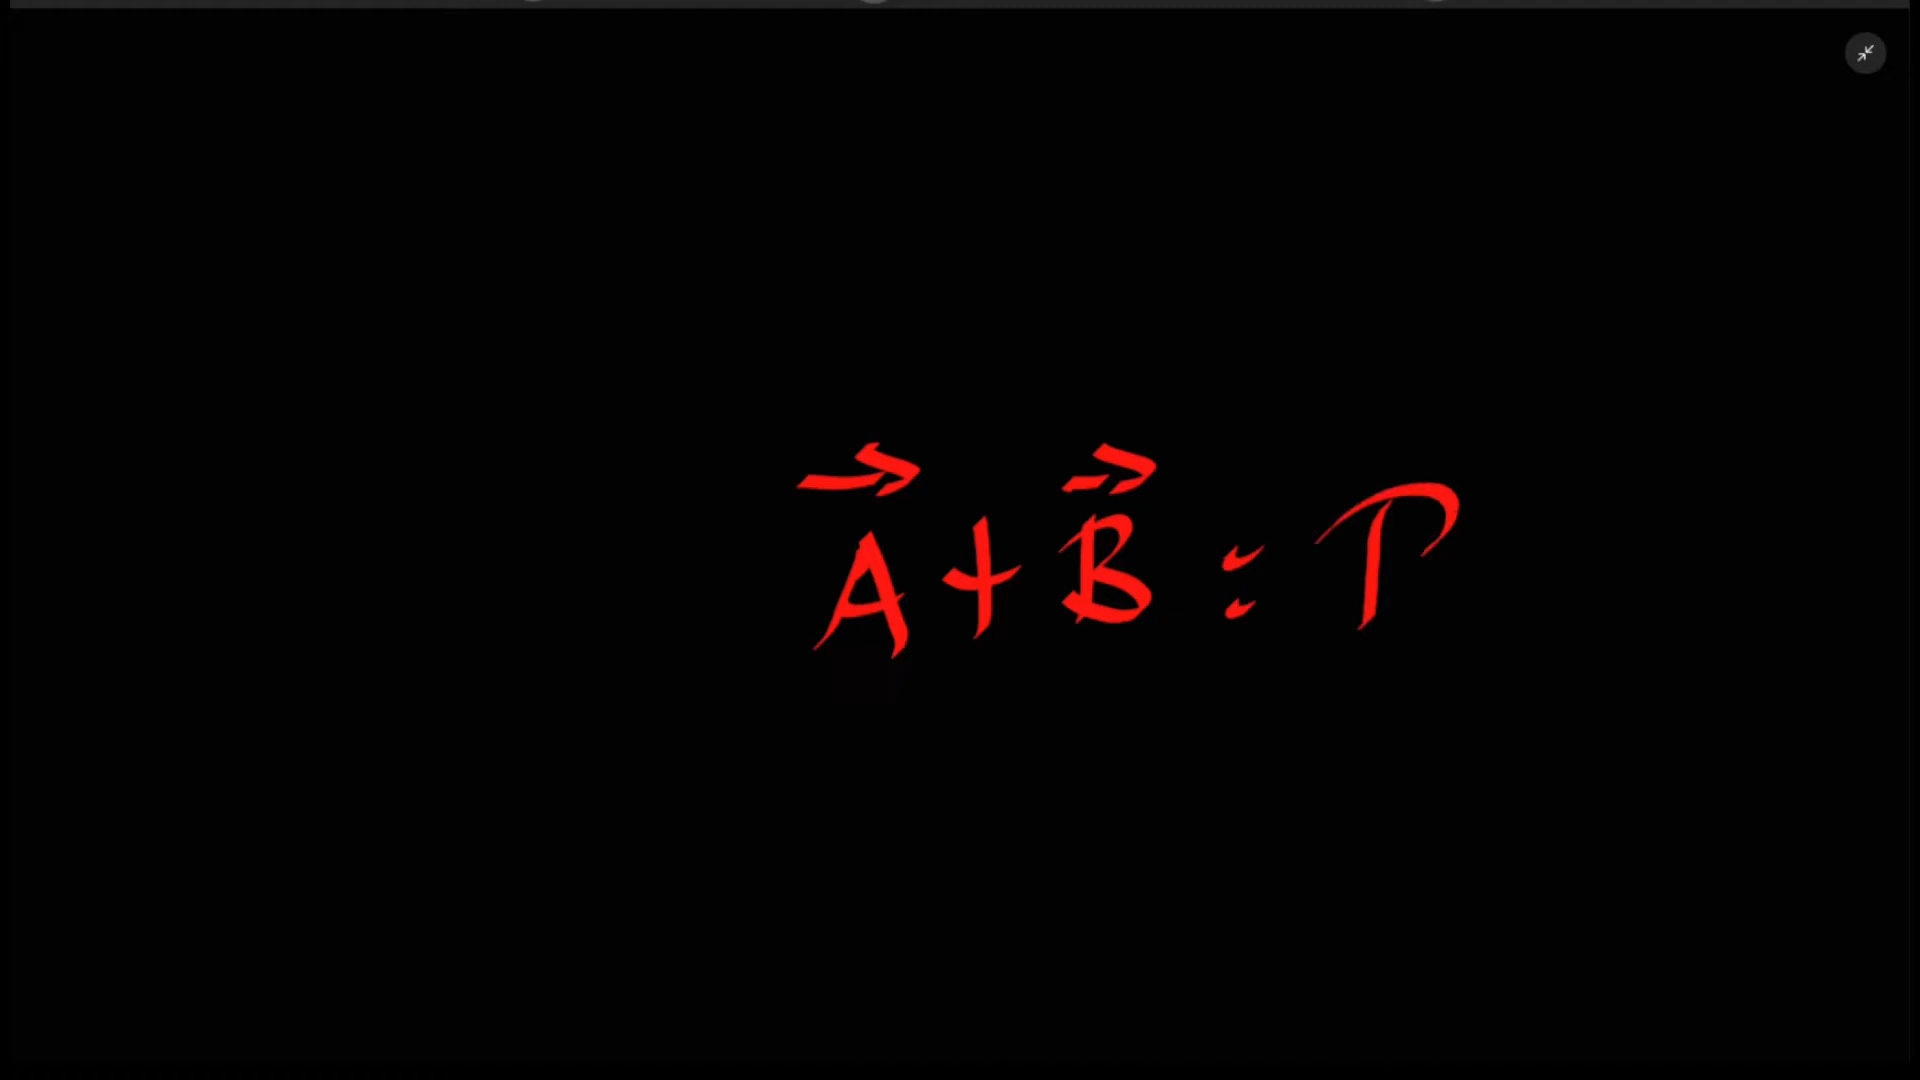 A⃗ + B⃗ = P